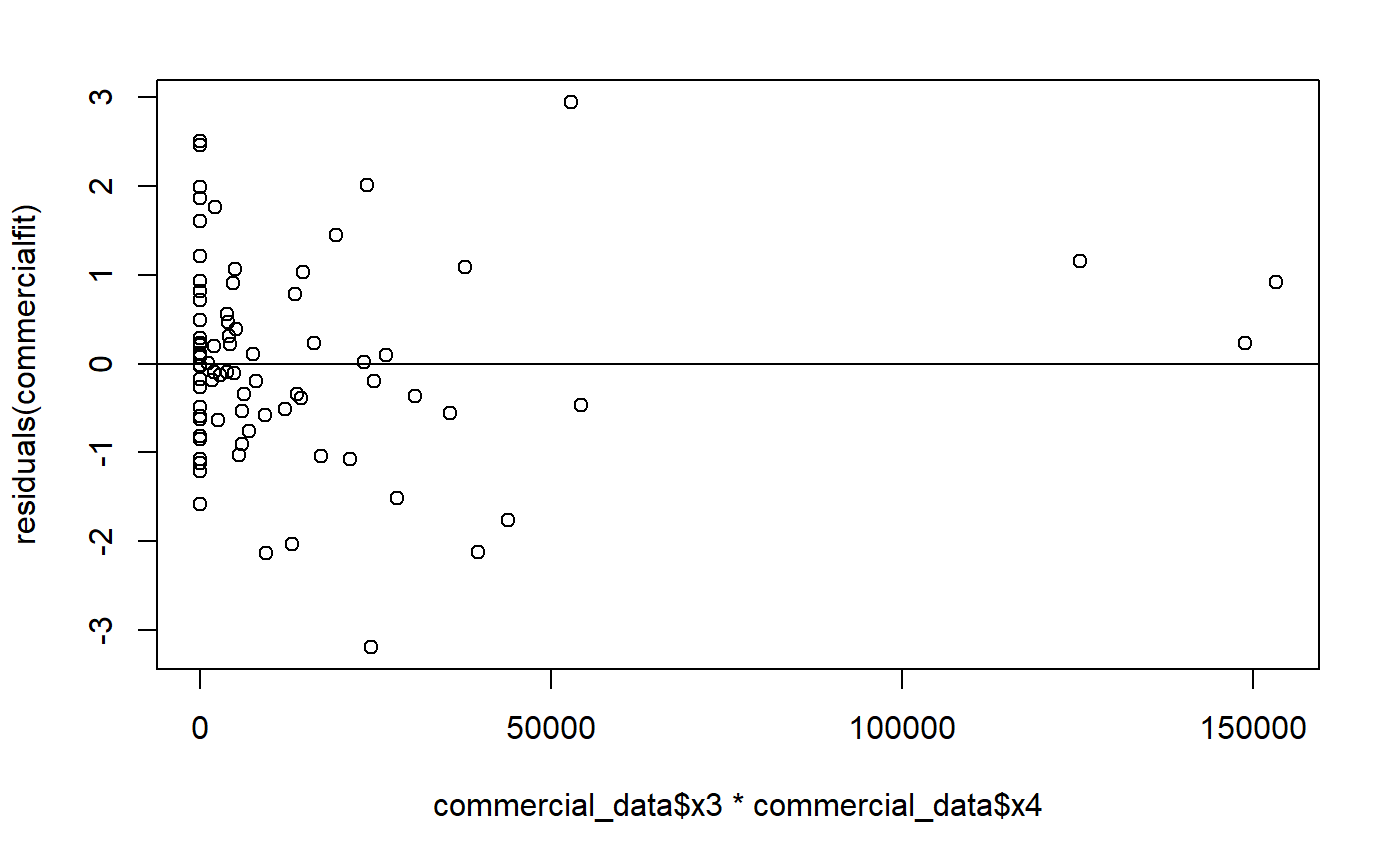 residuals(commercialfit)
3
2
1
0
-1
-2
-3
0 50000 100000 150000
commercial_data$x3 * commercial_data$x4